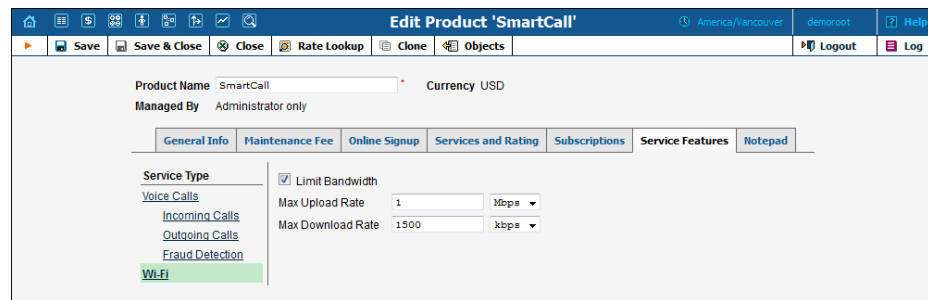 Edit Product 'SmartCall' America/Vancouver demoroot Help
Save Save & Close Close Rate Lookup Clone Objects Logout Log
Product Name SmartCall * Currency USD
Managed By Administrator only
General Info Maintenance Fee Online Signup Services and Rating Subscriptions Service Features Notepad
Service Type
Limit Bandwidth
Voice Calls
Max Upload Rate 1 Mbps
Incoming Calls
Max Download Rate 1500 kbps
Outgoing Calls
Fraud Detection
Wi-Fi